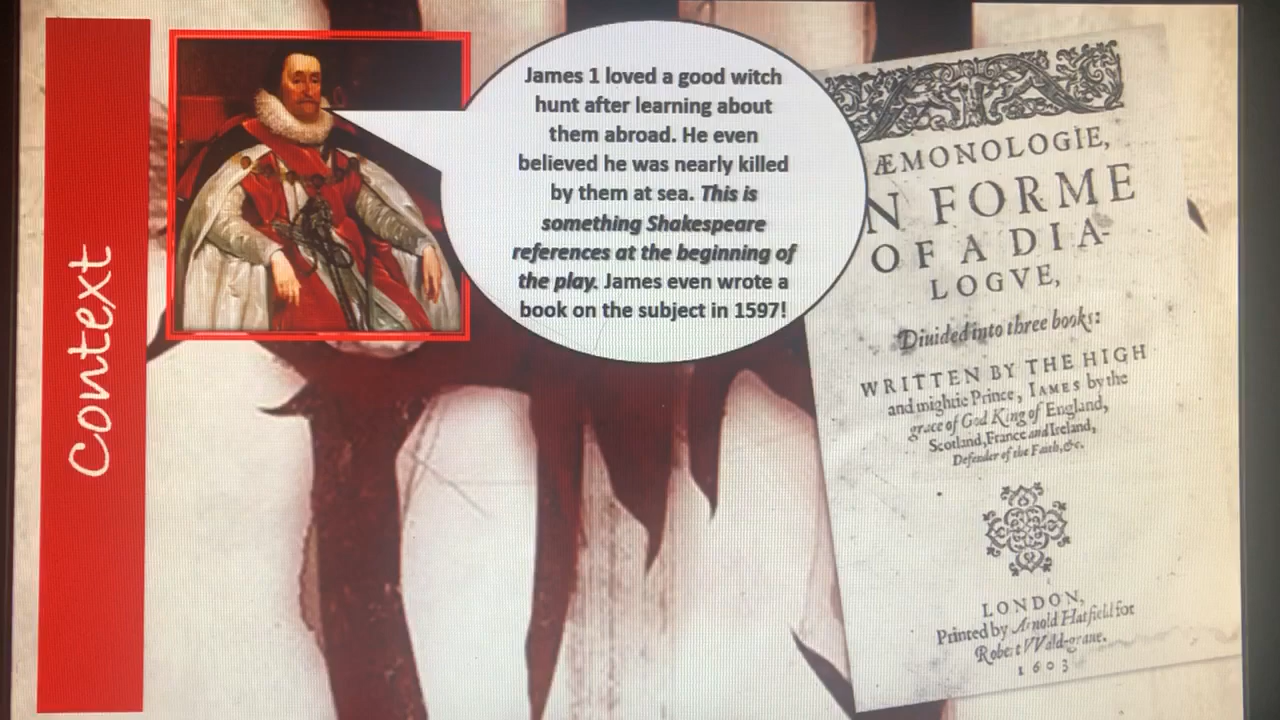 Context
James 1 loved a good witch
hunt after learning about
them abroad. He even
believed he was nearly killed
by them at sea. This is
something Shakespeare
references at the beginning of
the play. James even wrote a
book on the subject in 1597!
ÆMONOLOGIE,
N FORME
OF A DIA-
LOGVE,
Diuided into three books:
WRITTEN BY THE HIGH
and mightie Prince, IAMES by the
grace of God King of England,
Scotland, France and Ireland,
Defender of the Faith, &c.
LONDON,
Printed by Arnold Hatfield for
Robert VVald-graue.
1603